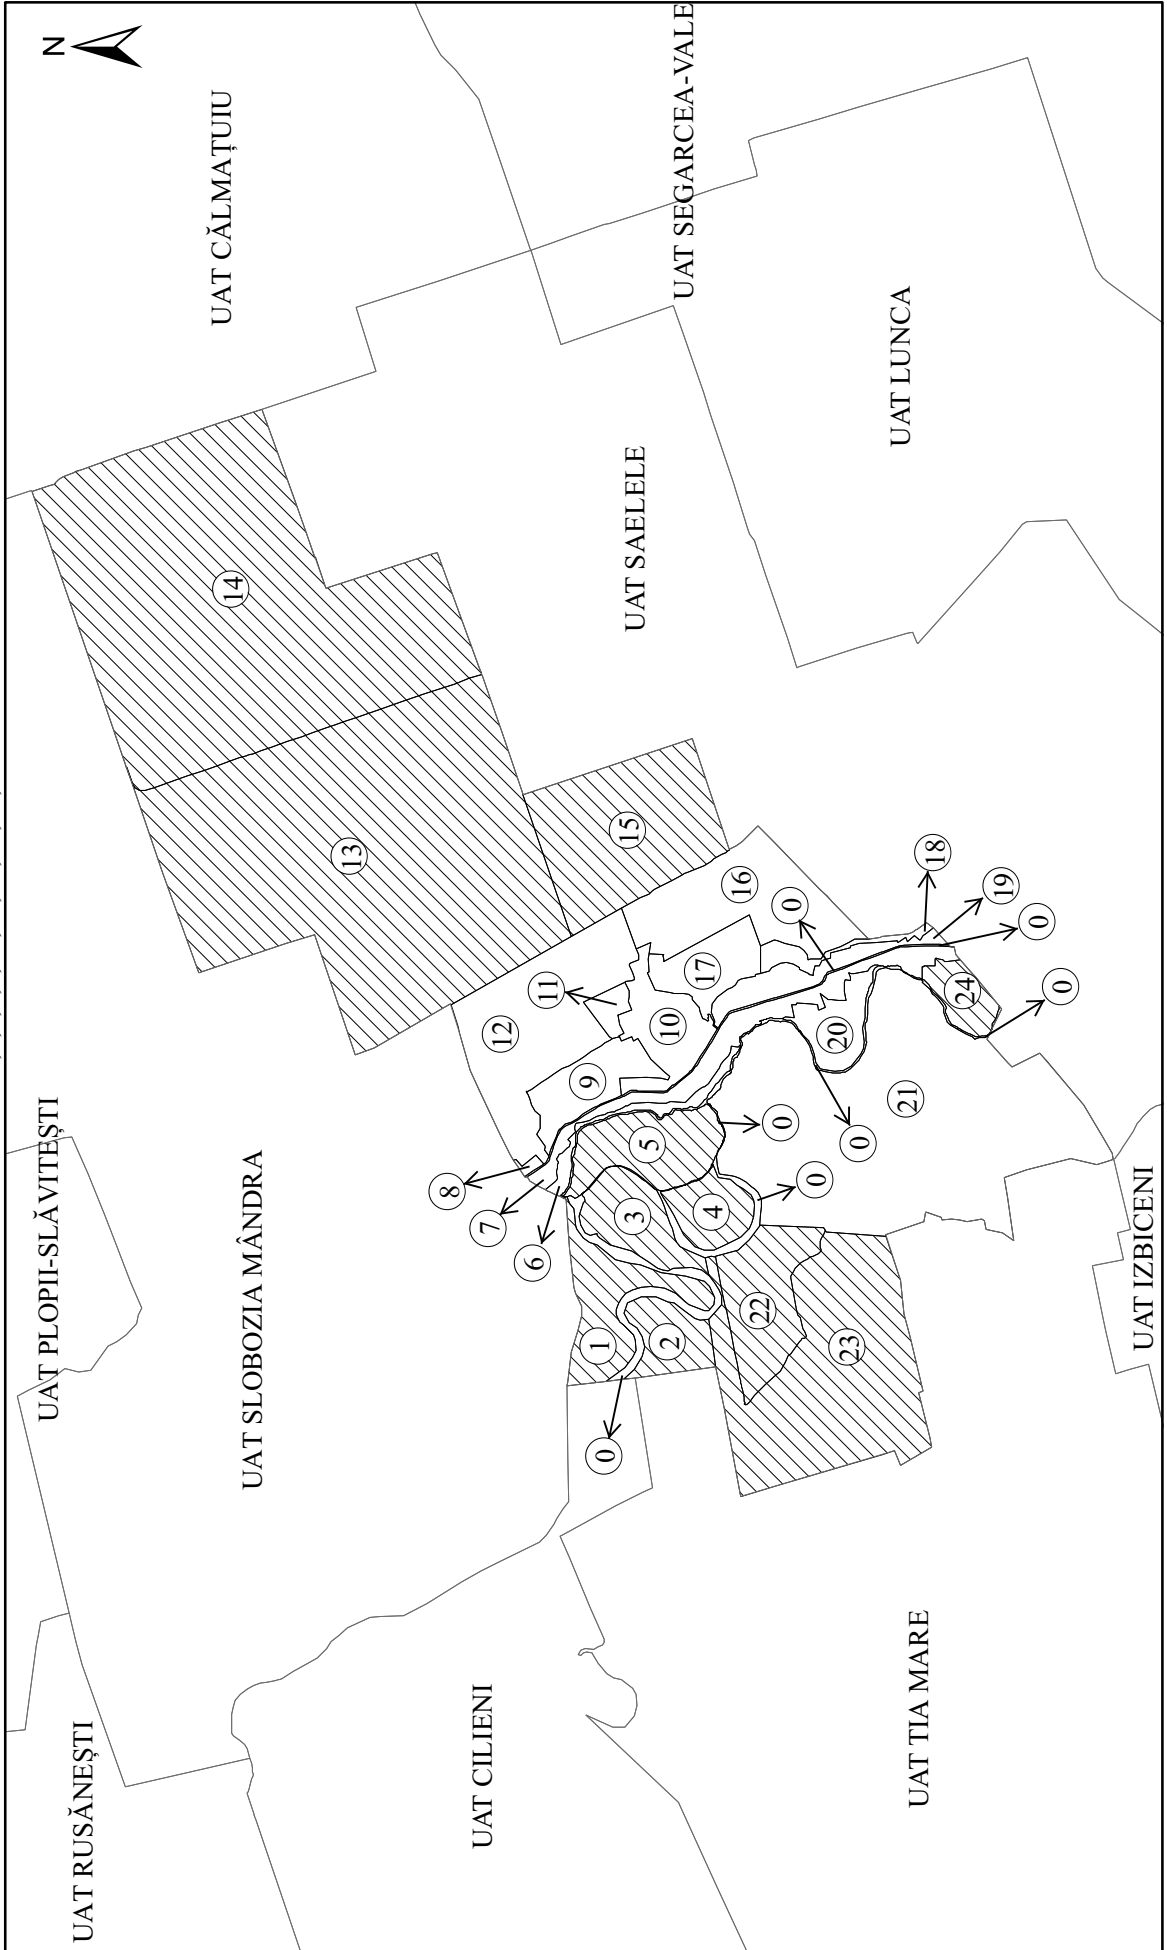 N
UAT PLOPII-SLĂVITEȘTI
UAT RUSĂNEȘTI
UAT CĂLMAȚUIU
14
UAT SLOBOZIA MÂNDRA
13
8
UAT CILIENI
7
12
6
11
9
1
0
15
3
UAT SAELELE
5
2
10
UAT SEGARCEA-VALE
17
4
16
22
0
0
0
20
23
0
UAT LUNCA
21
UAT TIA MARE
18
24
19
0
0
UAT IZBICENI